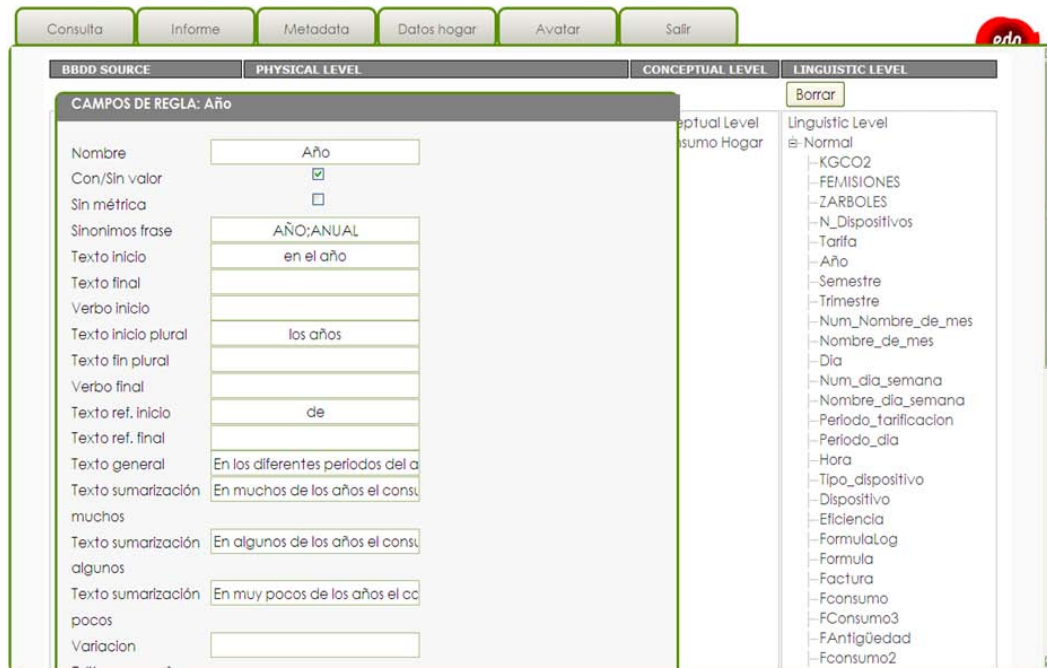 Consulta Informe Metadata Datos hogar Avatar Salir
BBDD SOURCE PHYSICAL LEVEL CONCEPTUAL LEVEL LINGUISTIC LEVEL
Borrar
CAMPOS DE REGLA: Año
Nombre Año
Con/Sin valor
Sin métrica
Sinonimos frase AÑO;ANUAL
Texto inicio en el año
Texto final
Verbo inicio
Texto inicio plural los años
Texto fin plural
Verbo final
Texto ref. inicio de
Texto ref. final
Texto general En los diferentes periodos del a
Texto sumarización En muchos de los años el consu
muchos
Texto sumarización En algunos de los años el consu
algunos
Texto sumarización En muy pocos de los años el co
pocos
Variacion
eptual Level
sumo Hogar
Linguistic Level
Normal
KGCO2
FEMISIONES
ZARBOLES
N_Dispositivos
Tarifa
Año
Semestre
Trimestre
Num_Nombre_de_mes
Nombre_de_mes
Dia
Num_dia_semana
Nombre_dia_semana
Periodo_tarificacion
Periodo_dia
Hora
Tipo_dispositivo
Dispositivo
Eficiencia
FormulaLog
Formula
Factura
Fconsumo
FConsumo3
FAntigüedad
Fconsumo2